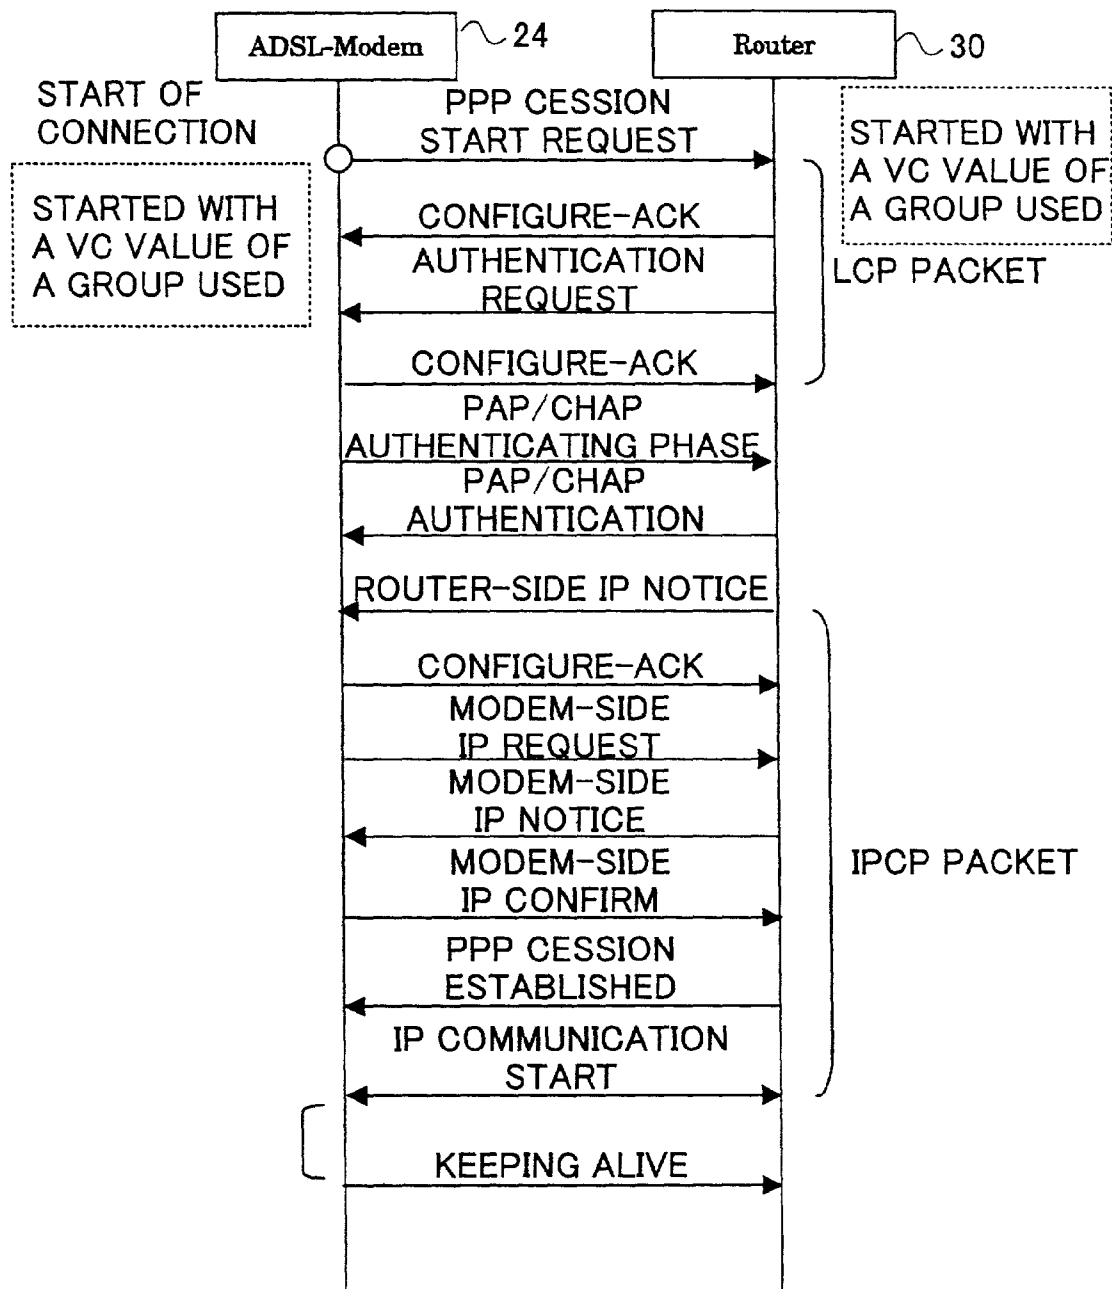 ADSL-Modem
24
Router
30
START OF
CONNECTION
PPP CESSION
START REQUEST
STARTED WITH
A VC VALUE OF
A GROUP USED
STARTED WITH
A VC VALUE OF
A GROUP USED
CONFIGURE-ACK
AUTHENTICATION
REQUEST
LCP PACKET
CONFIGURE-ACK
PAP/CHAP
AUTHENTICATING PHASE
PAP/CHAP
AUTHENTICATION
ROUTER-SIDE IP NOTICE
CONFIGURE-ACK
MODEM-SIDE
IP REQUEST
MODEM-SIDE
IP NOTICE
MODEM-SIDE
IP CONFIRM
IPCP PACKET
PPP CESSION
ESTABLISHED
IP COMMUNICATION
START
KEEPING ALIVE